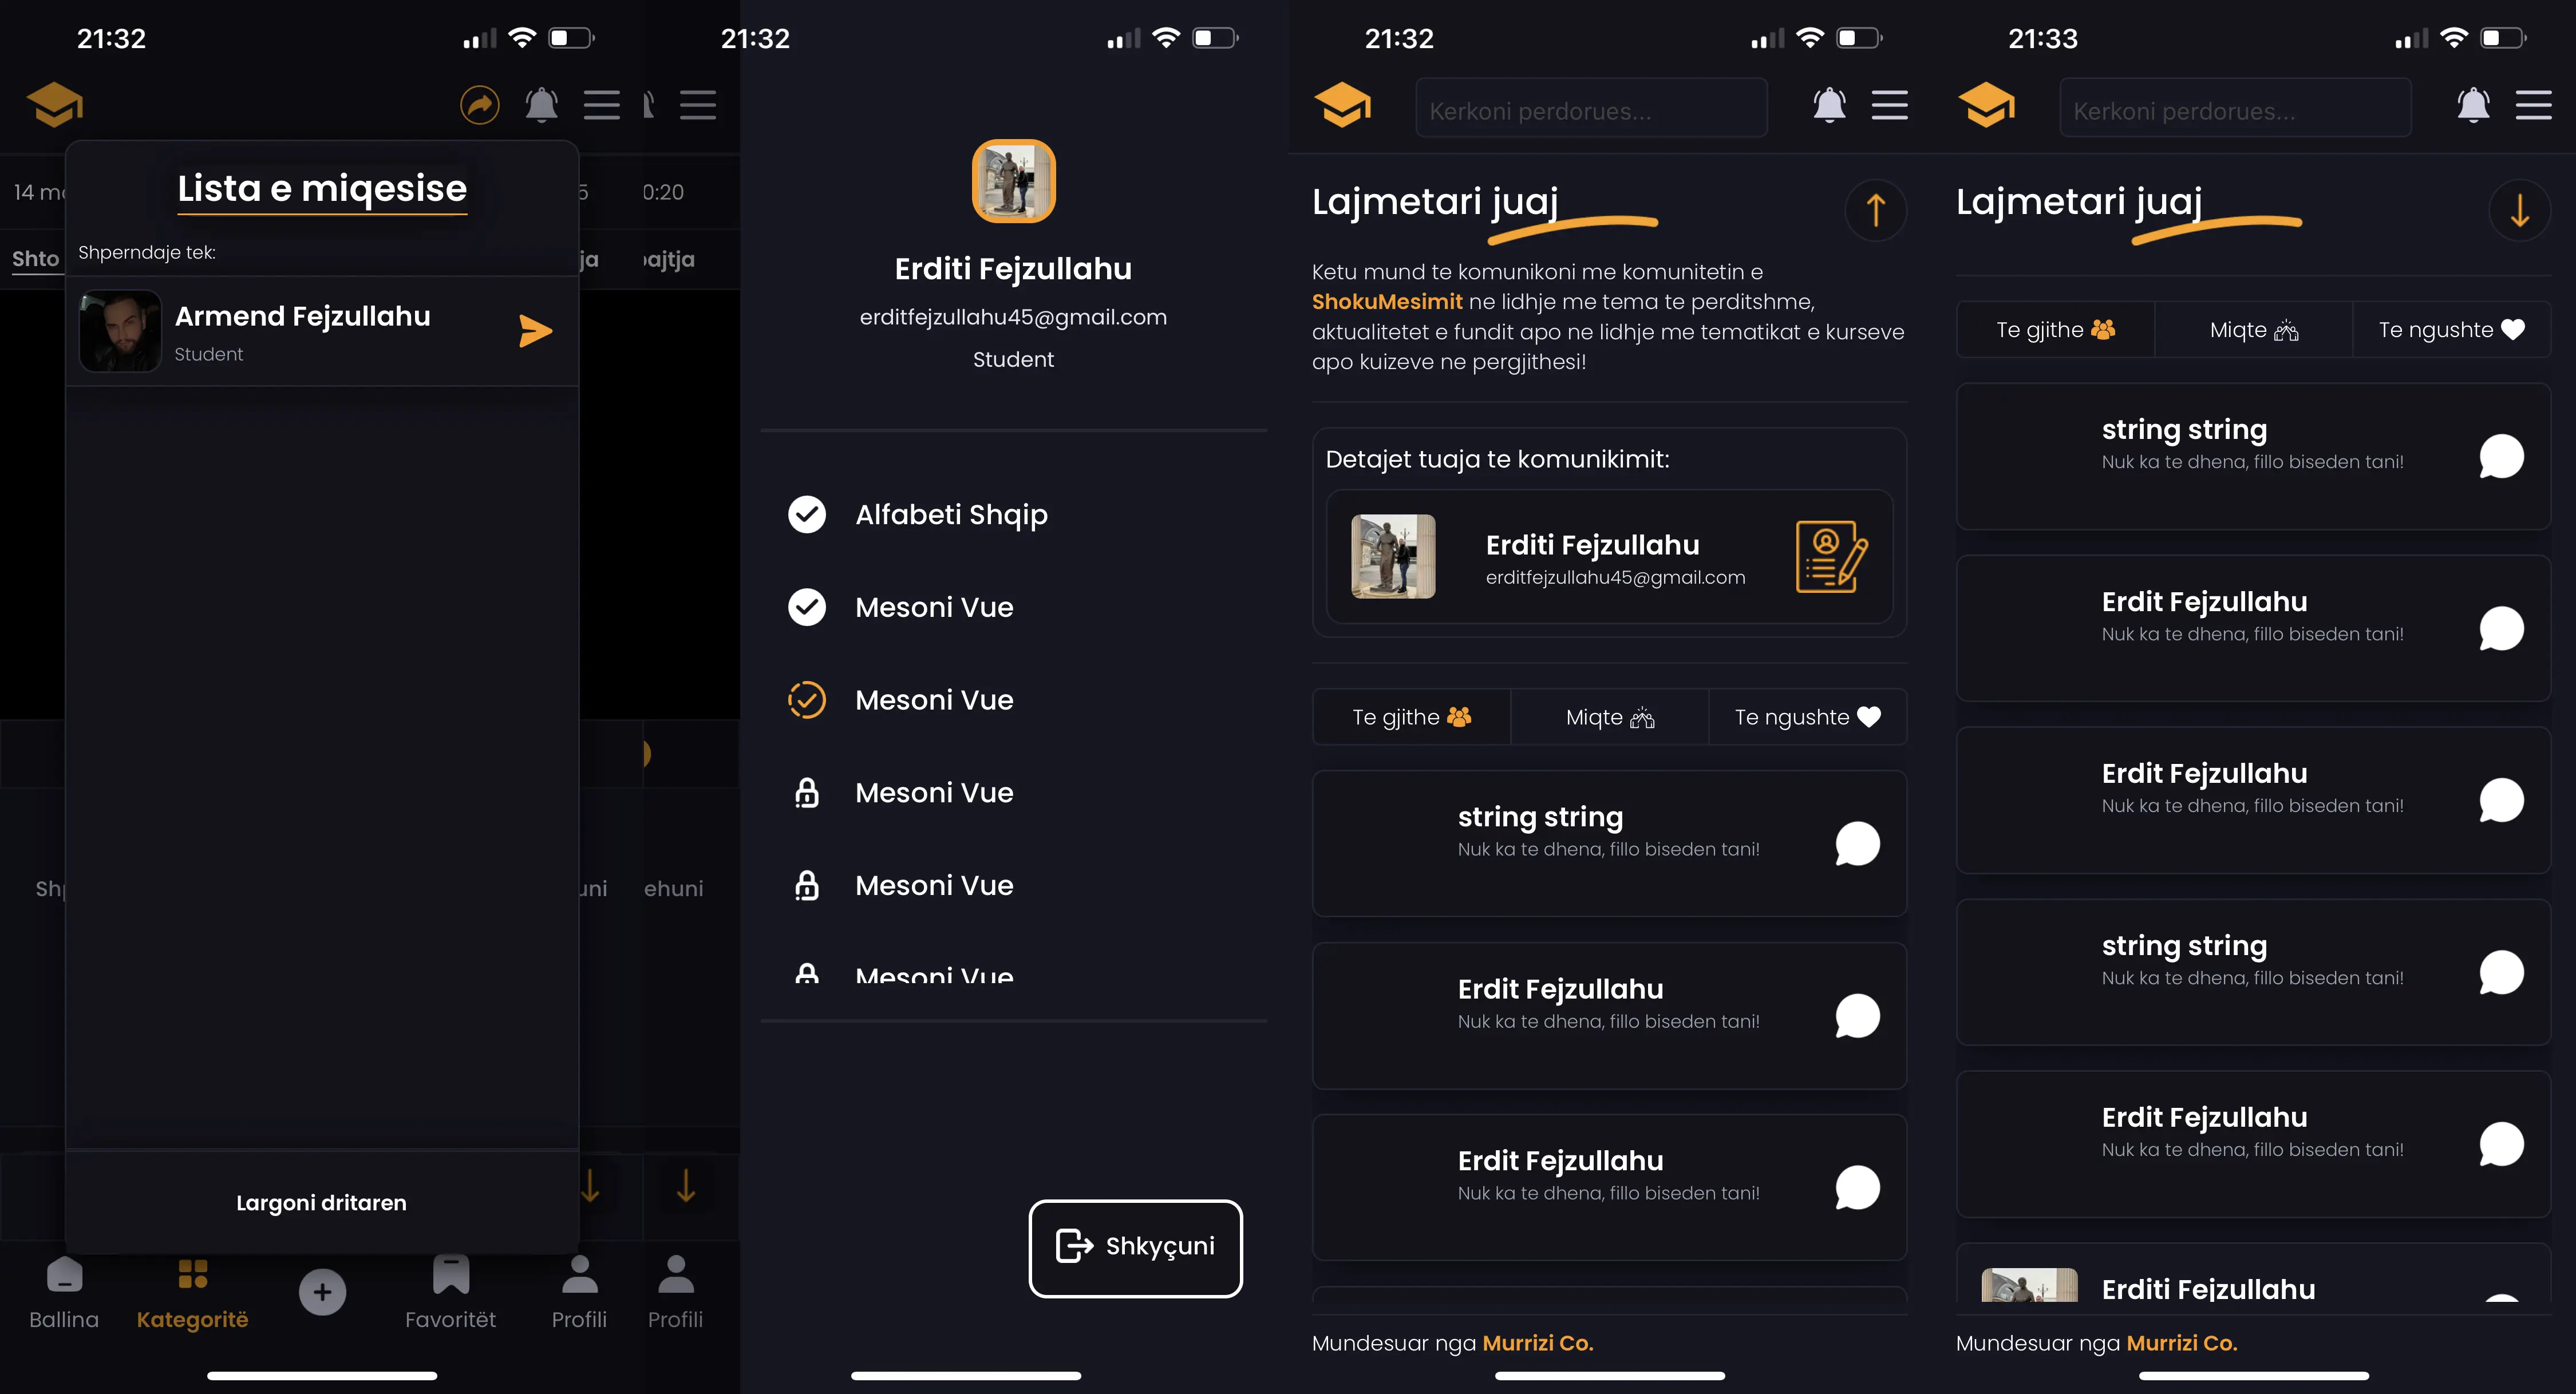 21:32
Lista e miqesise
14 m
5
Shto
ja
Shperndaje tek:
Armend Fejzullahu
Student
Sh
uni
Largoni dritaren
Ballina
Kategoritë
Favoritët
Profili
21:32
0:20
ajtja
ehuni
Profili
Erditi Fejzullahu
erditfejzullahu45@gmail.com
Student
Alfabeti Shqip
Mesoni Vue
Mesoni Vue
Mesoni Vue
Mesoni Vue
Mesoni Vue
Shkyçuni
21:32
Kerkoni perdorues...
Lajmetari juaj
Ketu mund te komunikoni me komunitetin e
ShokuMesimit ne lidhje me tema te perditshme,
aktualitetet e fundit apo ne lidhje me tematikat e kurseve
apo kuizeve ne pergjithesi!
Detajet tuaja te komunikimit:
Erditi Fejzullahu
erditfejzullahu45@gmail.com
Te gjithe
Miqte
Te ngushte
string string
Nuk ka te dhena, fillo biseden tani!
Erdit Fejzullahu
Nuk ka te dhena, fillo biseden tani!
Erdit Fejzullahu
Nuk ka te dhena, fillo biseden tani!
Mundesuar nga Murrizi Co.
21:33
Kerkoni perdorues...
Lajmetari juaj
Te gjithe
Miqte
Te ngushte
string string
Nuk ka te dhena, fillo biseden tani!
Erdit Fejzullahu
Nuk ka te dhena, fillo biseden tani!
Erdit Fejzullahu
Nuk ka te dhena, fillo biseden tani!
string string
Nuk ka te dhena, fillo biseden tani!
Erdit Fejzullahu
Nuk ka te dhena, fillo biseden tani!
Erditi Fejzullahu
Mundesuar nga Murrizi Co.